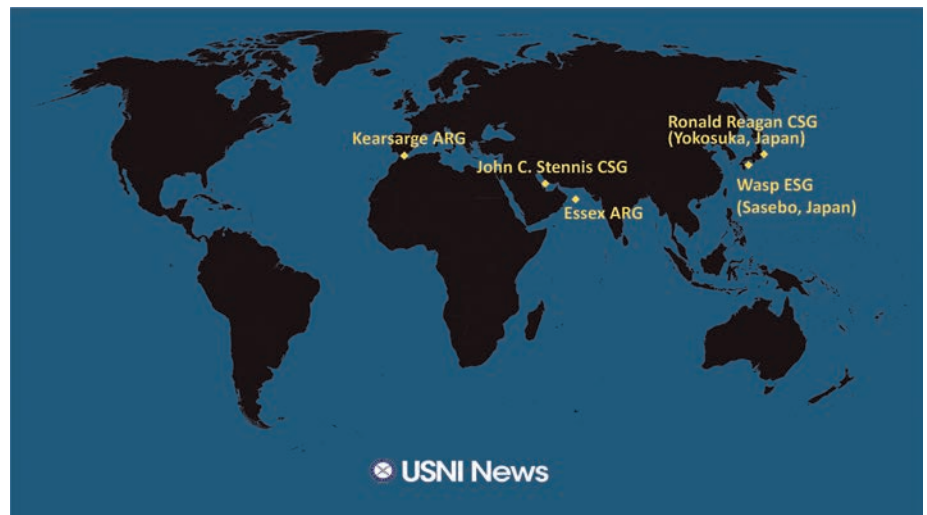 Kearsarge ARG
John C. Stennis CSG
Essex ARG
Ronald Reagan CSG
(Yokosuka, Japan)
Wasp ESG
(Sasebo, Japan)
USNI News